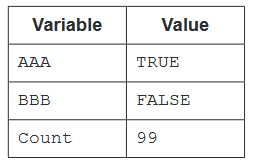 Variable Value
AAA TRUE
BBB FALSE
Count 99